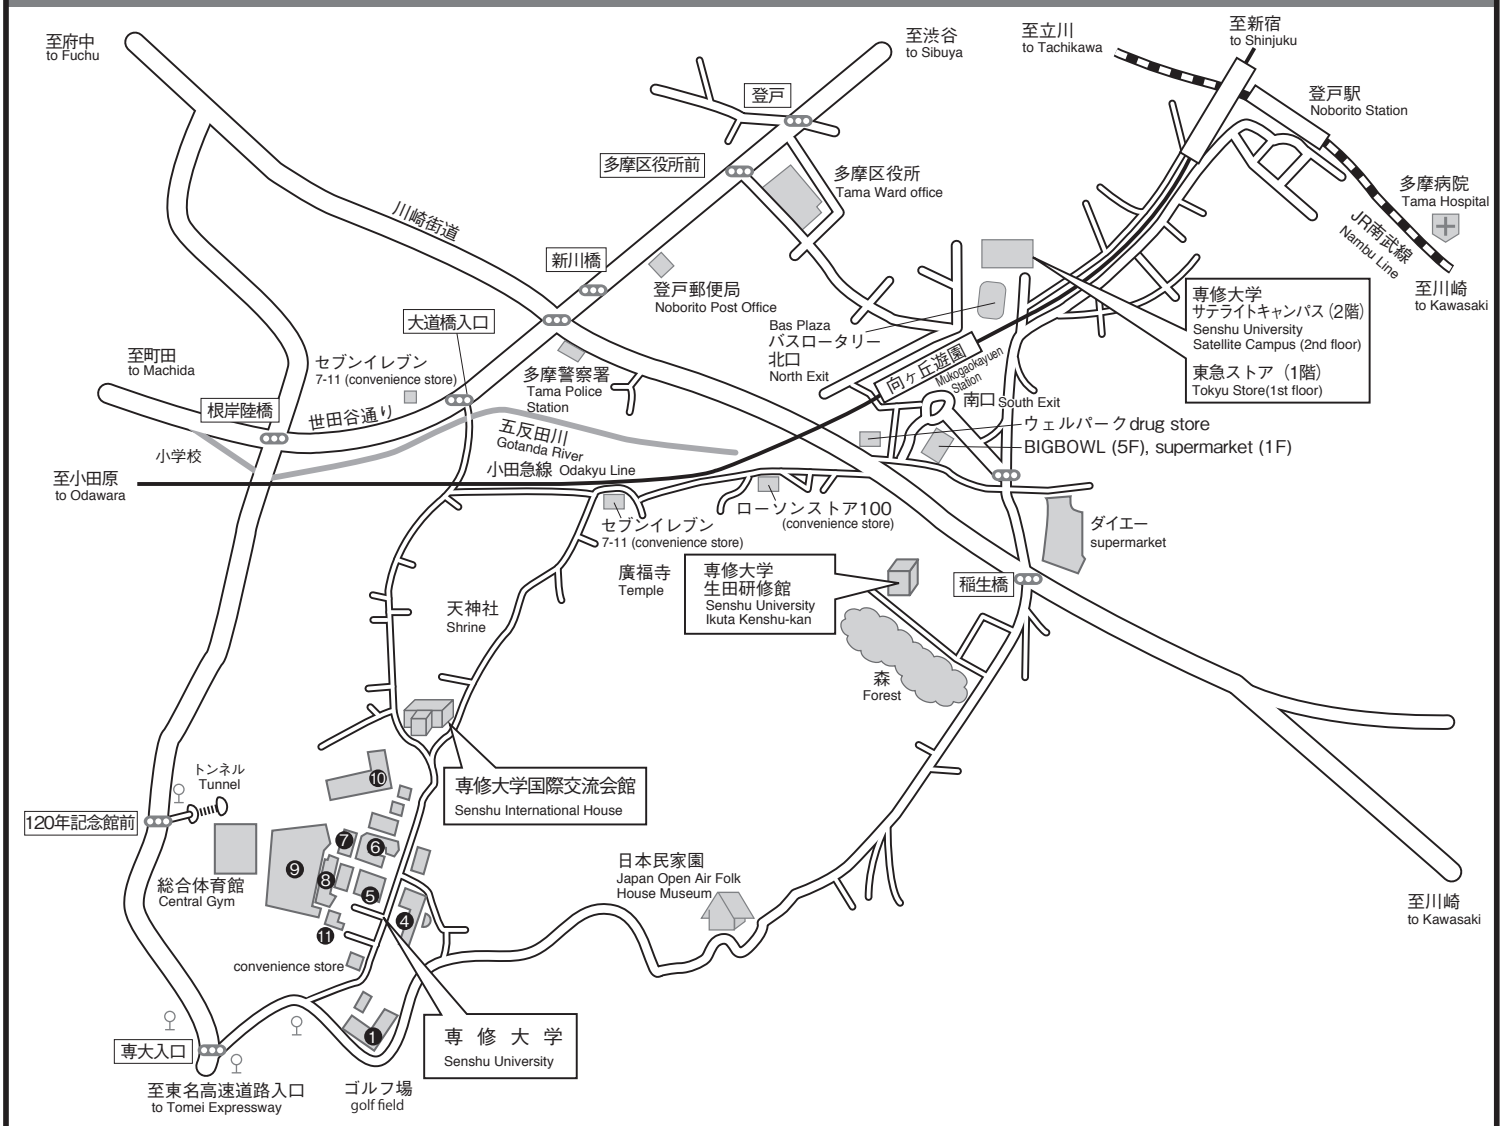 至府中
to Fuchu
至渋谷
to Sibuya
至立川
to Tachikawa
至新宿
to Shinjuku
登戸
登戸駅
Noborito Station
多摩区役所前
多摩区役所
Tama Ward office
多摩病院
Tama Hospital
JR南武線
Nambu Line
川崎街道
新川橋
登戸郵便局
Noborito Post Office
至川崎
to Kawasaki
専修大学
サテライトキャンパス (2階)
Senshu University
Satellite Campus (2nd floor)
東急ストア (1階)
Tokyu Store(1st floor)
大道橋入口
Bas Plaza
バスロータリー
北口
North Exit
向ヶ丘遊園
Mukogaokayuen
Station
南口 South Exit
至町田
to Machida
セブンイレブン
7-11 (convenience store)
多摩警察署
Tama Police
Station
根岸陸橋
世田谷通り
五反田川
Gotanda River
ウェルパークdrug store
BIGBOWL (5F), supermarket (1F)
小学校
小田急線 Odakyu Line
至小田原
to Odawara
セブンイレブン
7-11 (convenience store)
ローソンストア100
(convenience store)
ダイエー
supermarket
廣福寺
Temple
専修大学
生田研修館
Senshu University
Ikuta Kenshu-kan
稲生橋
天神社
Shrine
森
Forest
トンネル
Tunnel
専修大学国際交流会館
Senshu International House
120年記念館前
総合体育館
Central Gym
10
7
6
9
8
5
4
11
日本民家園
Japan Open Air Folk
House Museum
至川崎
to Kawasaki
convenience store
専修大学
Senshu University
1
専大入口
至東名高速道路入口
to Tomei Expressway
ゴルフ場
golf field